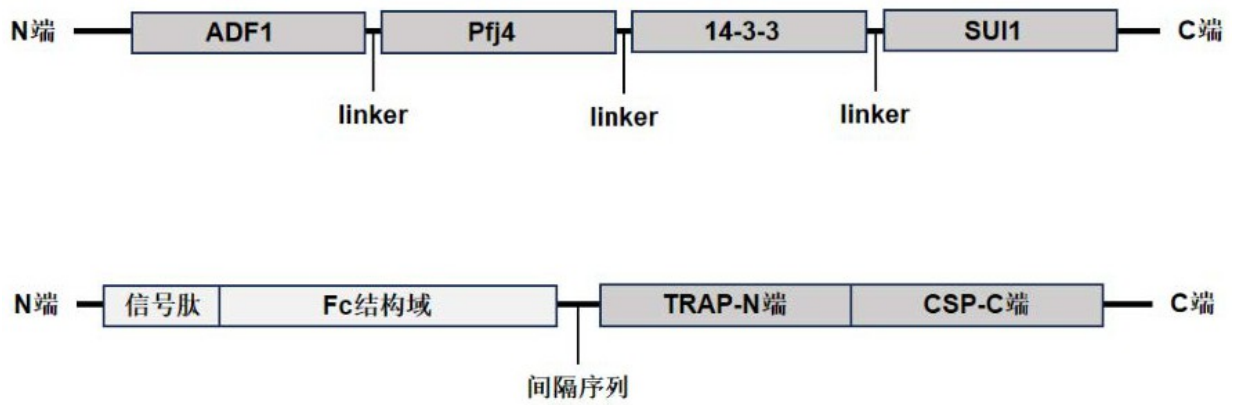 N端 ADF1 Pfj4 14-3-3 SUI1 C端
linker linker linker
N端 信号肽 Fc结构域 TRAP-N端 CSP-C端 C端
间隔序列